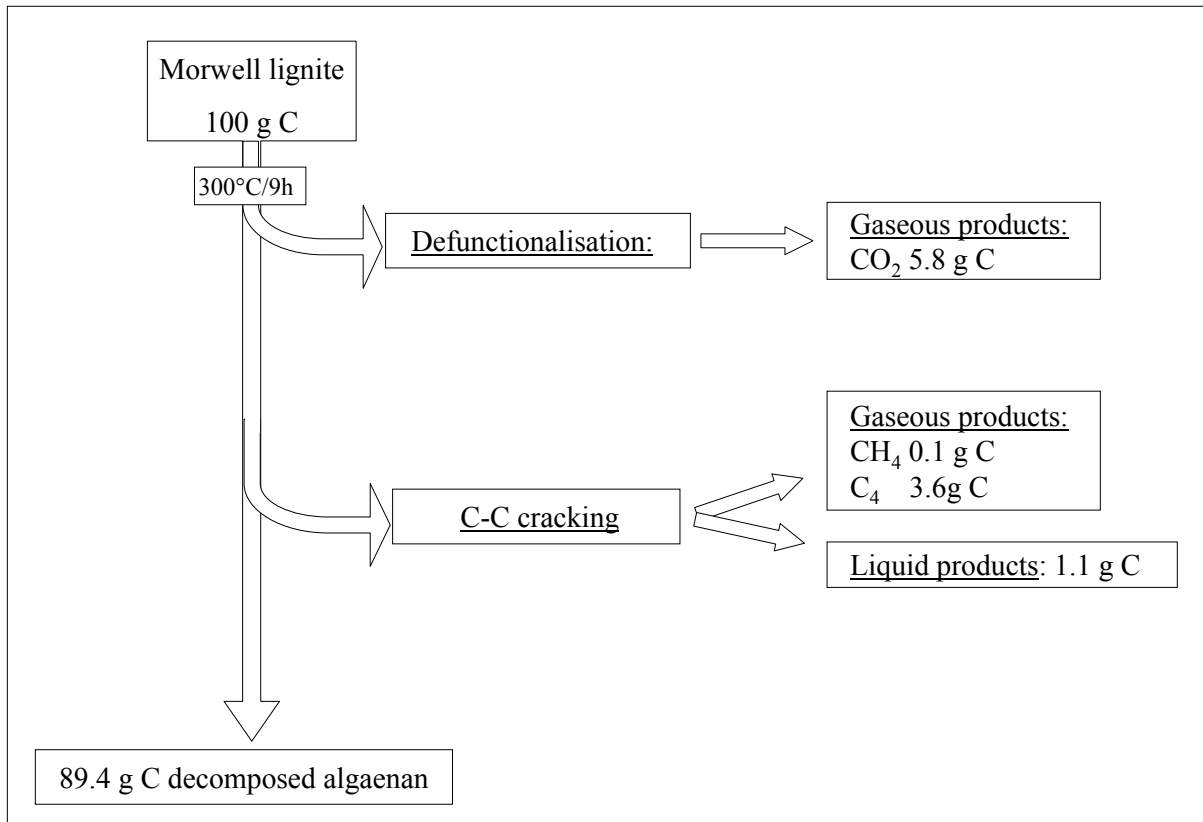 Morwell lignite
100 g C
300°C/9h
Defunctionalisation:
Gaseous products:
CO₂ 5.8 g C
Gaseous products:
CH₄ 0.1 g C
C₄ 3.6g C
C-C cracking
Liquid products: 1.1 g C
89.4 g C decomposed algaenan